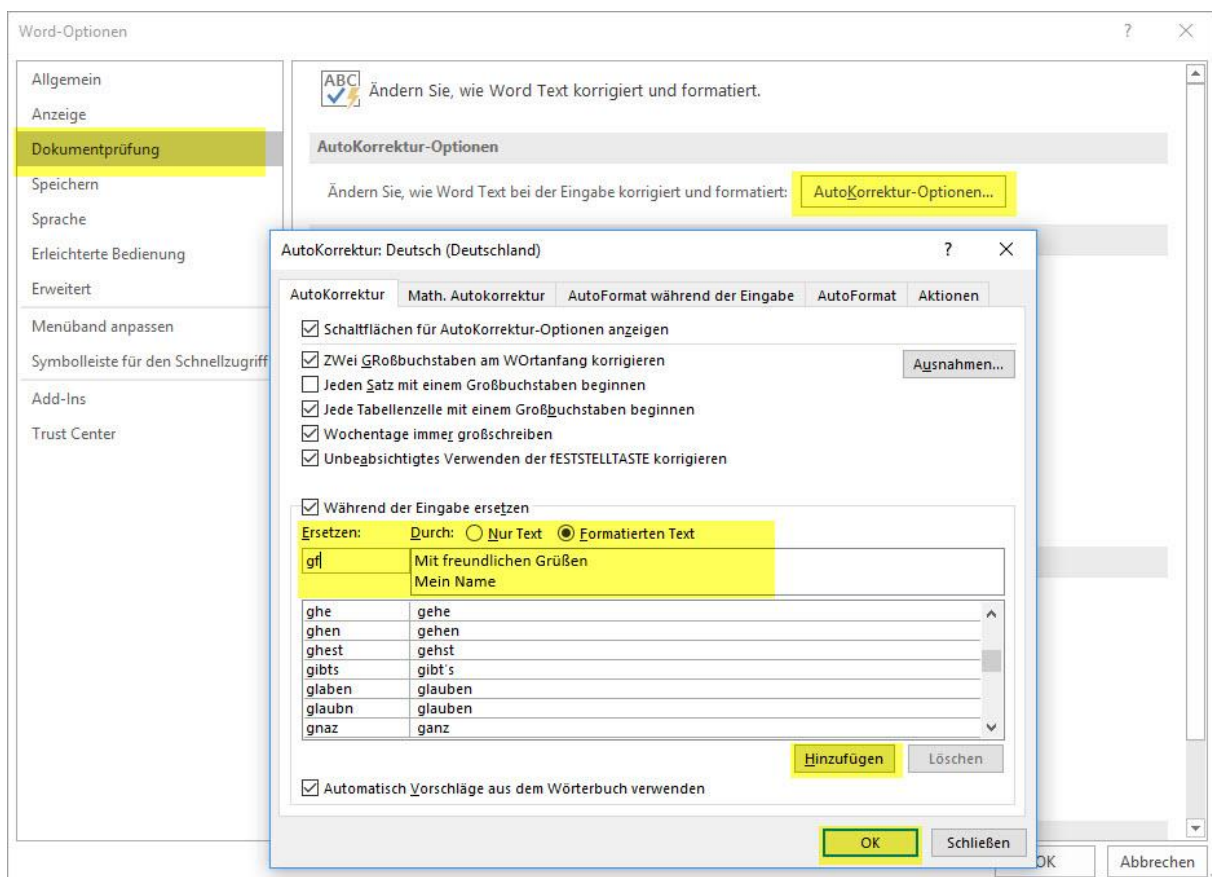 Word-Optionen
?
Allgemein
Anzeige
Dokumentprüfung
Speichern
Sprache
Erleichterte Bedienung
Erweitert
Menüband anpassen
Symbolleiste für den Schnellzugriff
Add-Ins
Trust Center
ABC
Ändern Sie, wie Word Text korrigiert und formatiert.
AutoKorrektur-Optionen
Ändern Sie, wie Word Text bei der Eingabe korrigiert und formatiert: AutoKorrektur-Optionen...
AutoKorrektur: Deutsch (Deutschland) ?
AutoKorrektur Math. Autokorrektur AutoFormat während der Eingabe AutoFormat Aktionen
Schaltflächen für AutoKorrektur-Optionen anzeigen
ZWei GRoßbuchstaben am WOrtanfang korrigieren Ausnahmen...
Jeden Satz mit einem Großbuchstaben beginnen
Jede Tabellenzelle mit einem Großbuchstaben beginnen
Wochentage immer großschreiben
Unbeabsichtigtes Verwenden der fESTSTELLTASTE korrigieren
Während der Eingabe ersetzen
Ersetzen: Durch: Nur Text Formatierten Text
gf Mit freundlichen Grüßen
Mein Name
ghe gehe
ghen gehen
ghest gehst
gibts gibt´s
glaben glauben
glaubn glauben
gnaz ganz
Hinzufügen Löschen
Automatisch Vorschläge aus dem Wörterbuch verwenden
OK Schließen
OK Abbrechen